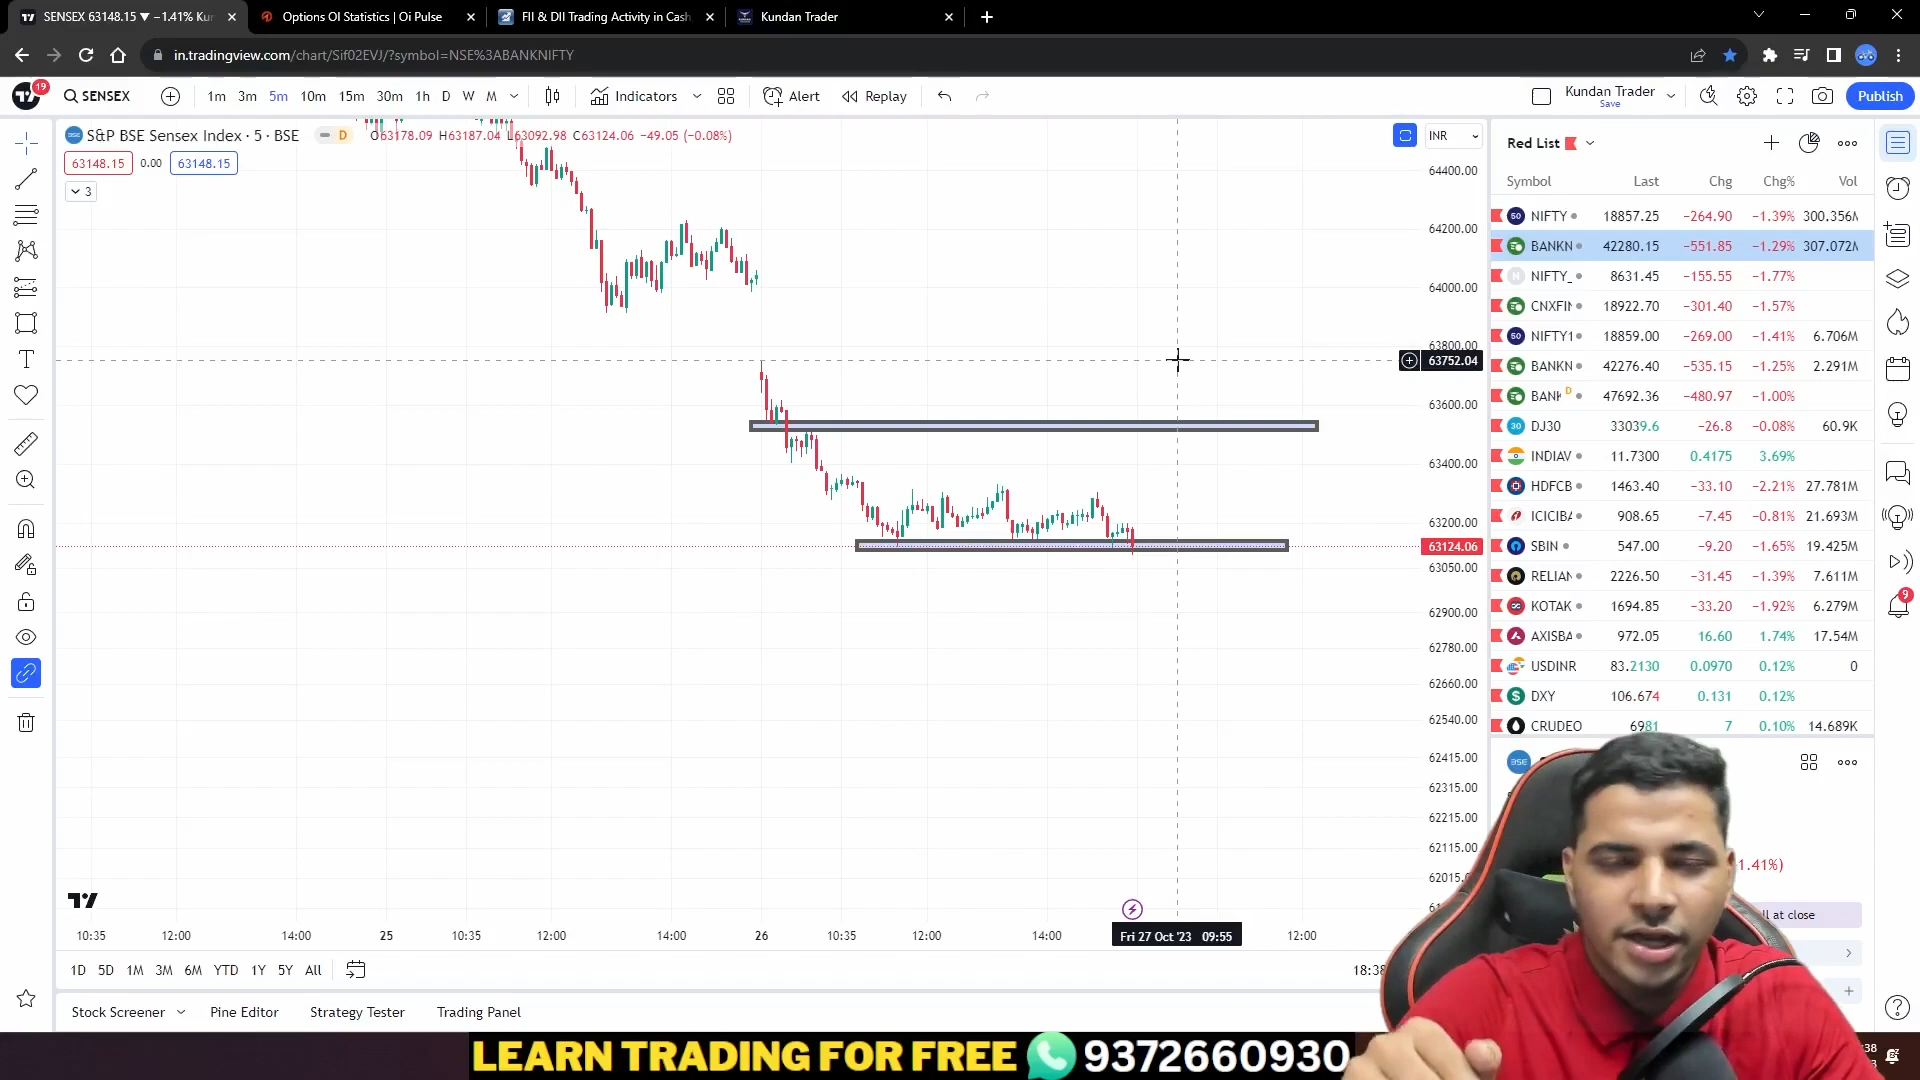 SENSEX 63148.15 ▼ −1.41% Ku
Options OI Statistics | Oi Pulse
FII & DII Trading Activity in Cash
Kundan Trader
in.tradingview.com/chart/Sif02EVJ/?symbol=NSE%3ABANKNIFTY
19
SENSEX 1m 3m 5m 10m 15m 30m 1h D W M Indicators Alert Replay Kundan Trader Publish
Save
S&P BSE Sensex Index · 5 · BSE D O63178.09 H63187.04 L63092.98 C63124.06 −49.05 (−0.08%)
63148.15 0.00 63148.15
3
INR
64400.00
64200.00
64000.00
63800.00
63752.04
63600.00
63400.00
63200.00
63124.06
63050.00
62900.00
62780.00
62660.00
62540.00
62415.00
62315.00
62215.00
62115.00
62015.
61
Red List
Symbol Last Chg Chg% Vol
NIFTY 18857.25 −264.90 −1.39% 300.356M
BANKN 42280.15 −551.85 −1.29% 307.072M
NIFTY_ 8631.45 −155.55 −1.77%
CNXFIN 18922.70 −301.40 −1.57%
NIFTY1 18859.00 −269.00 −1.41% 6.706M
BANKN 42276.40 −535.15 −1.25% 2.291M
BANK D 47692.36 −480.97 −1.00%
DJ30 33039.6 −26.8 −0.08% 60.9K
INDIAV 11.7300 0.4175 3.69%
HDFCB 1463.40 −33.10 −2.21% 27.781M
ICICIBA 908.65 −7.45 −0.81% 21.693M
SBIN 547.00 −9.20 −1.65% 19.425M
RELIAN 2226.50 −31.45 −1.39% 7.611M
KOTAK 1694.85 −33.20 −1.92% 6.279M
AXISBA 972.05 16.60 1.74% 17.54M
USDINR 83.2130 0.0970 0.12% 0
DXY 106.674 0.131 0.12%
CRUDEO 6981 7 0.10% 14.689K
9
BSE
1.41%)
ll at close
10:35 12:00 14:00 25 10:35 12:00 14:00 26 10:35 12:00 14:00 Fri 27 Oct '23 09:55 12:00
1D 5D 1M 3M 6M YTD 1Y 5Y All 18:38
Stock Screener Pine Editor Strategy Tester Trading Panel
LEARN TRADING FOR FREE 9372660930